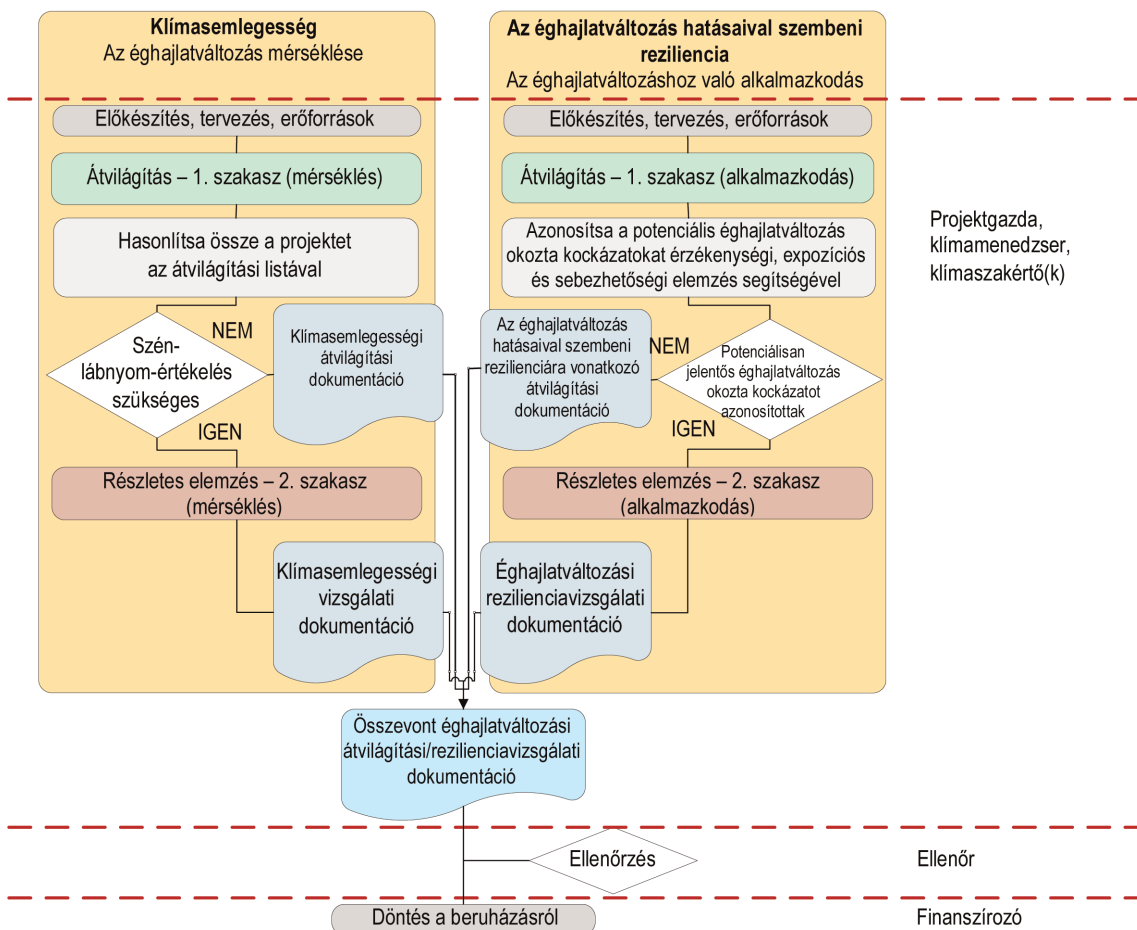 Klímasemlegesség
Az éghajlatváltozás mérséklése
Előkészítés, tervezés, erőforrások
Átvilágítás – 1. szakasz (mérséklés)
Hasonlítsa össze a projektet
az átvilágítási listával
NEM
Szén-
lábnyom-értékelés
szükséges
IGEN
Klímasemlegességi
átvilágítási
dokumentáció
Részletes elemzés – 2. szakasz
(mérséklés)
Klímasemlegességi
vizsgálati
dokumentáció
Az éghajlatváltozás hatásaival szembeni
reziliencia
Az éghajlatváltozáshoz való alkalmazkodás
Előkészítés, tervezés, erőforrások
Átvilágítás – 1. szakasz (alkalmazkodás)
Azonosítsa a potenciális éghajlatváltozás
okozta kockázatokat érzékenységi, expozíciós
és sebezhetőségi elemzés segítségével
Az éghajlatváltozás
hatásaival szembeni
rezilienciára vonatkozó
átvilágítási
dokumentáció
NEM
Potenciálisan
jelentős éghajlatváltozás
okozta kockázatot
azonosítottak
IGEN
Részletes elemzés – 2. szakasz
(alkalmazkodás)
Éghajlatváltozási
rezilienciavizsgálati
dokumentáció
Projektgazda,
klímamenedzser,
klímaszakértő(k)
Összevont éghajlatváltozási
átvilágítási/rezilienciavizsgálati
dokumentáció
Ellenőrzés
Ellenőr
Döntés a beruházásról
Finanszírozó